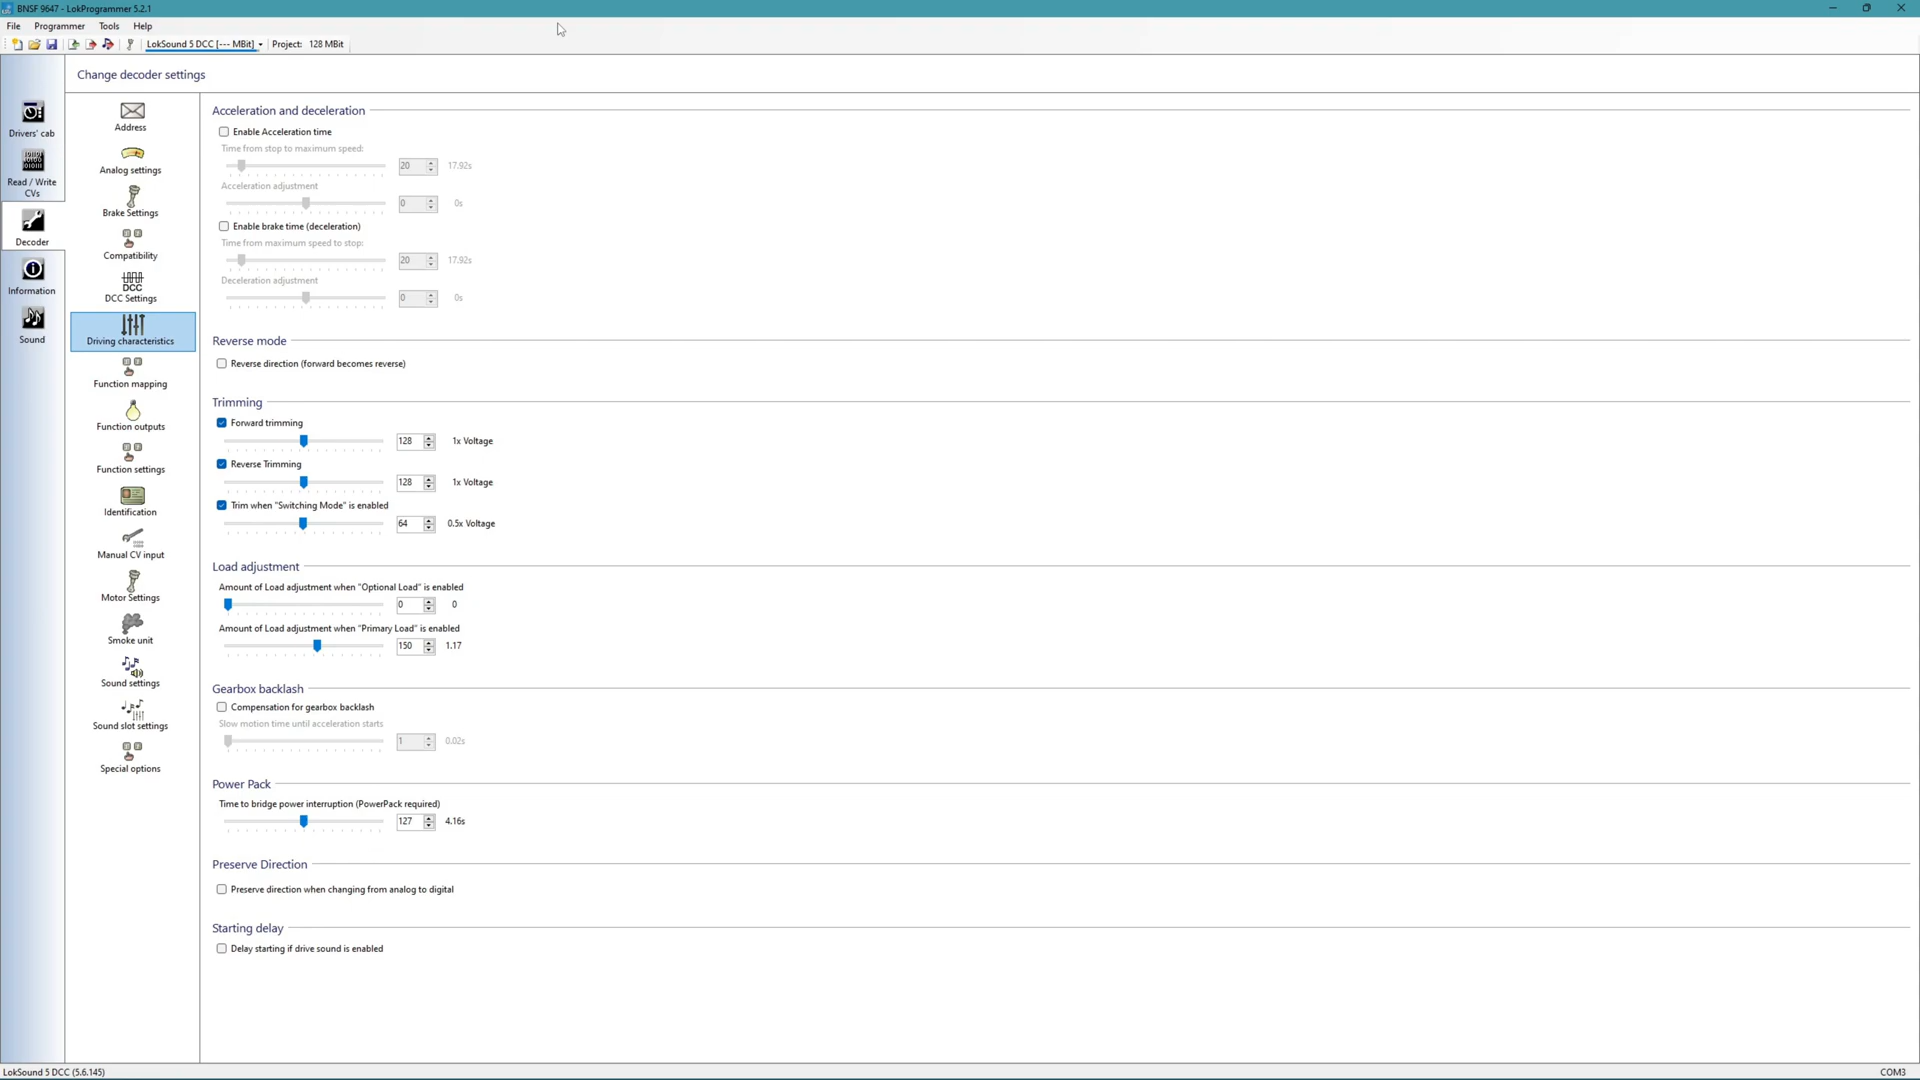 BNSF 9647 - LokProgrammer 5.2.1
File Programmer Tools Help
LokSound 5 DCC [--- MBit] Project: 128 MBit
Change decoder settings
Drivers' cab
Read / Write
CVs
Decoder
Information
Sound
Address
Analog settings
Brake Settings
Compatibility
DCC
DCC Settings
Driving characteristics
Function mapping
Function outputs
Function settings
Identification
Manual CV input
Motor Settings
Smoke unit
Sound settings
Sound slot settings
Special options
Acceleration and deceleration
Enable Acceleration time
Time from stop to maximum speed:
20 17.92s
Acceleration adjustment
0 0s
Enable brake time (deceleration)
Time from maximum speed to stop:
20 17.92s
Deceleration adjustment
0 0s
Reverse mode
Reverse direction (forward becomes reverse)
Trimming
Forward trimming
128 1x Voltage
Reverse Trimming
128 1x Voltage
Trim when "Switching Mode" is enabled
64 0.5x Voltage
Load adjustment
Amount of Load adjustment when "Optional Load" is enabled
0 0
Amount of Load adjustment when "Primary Load" is enabled
150 1.17
Gearbox backlash
Compensation for gearbox backlash
Slow motion time until acceleration starts
1 0.02s
Power Pack
Time to bridge power interruption (PowerPack required)
127 4.16s
Preserve Direction
Preserve direction when changing from analog to digital
Starting delay
Delay starting if drive sound is enabled
LokSound 5 DCC (5.6.145) COM3